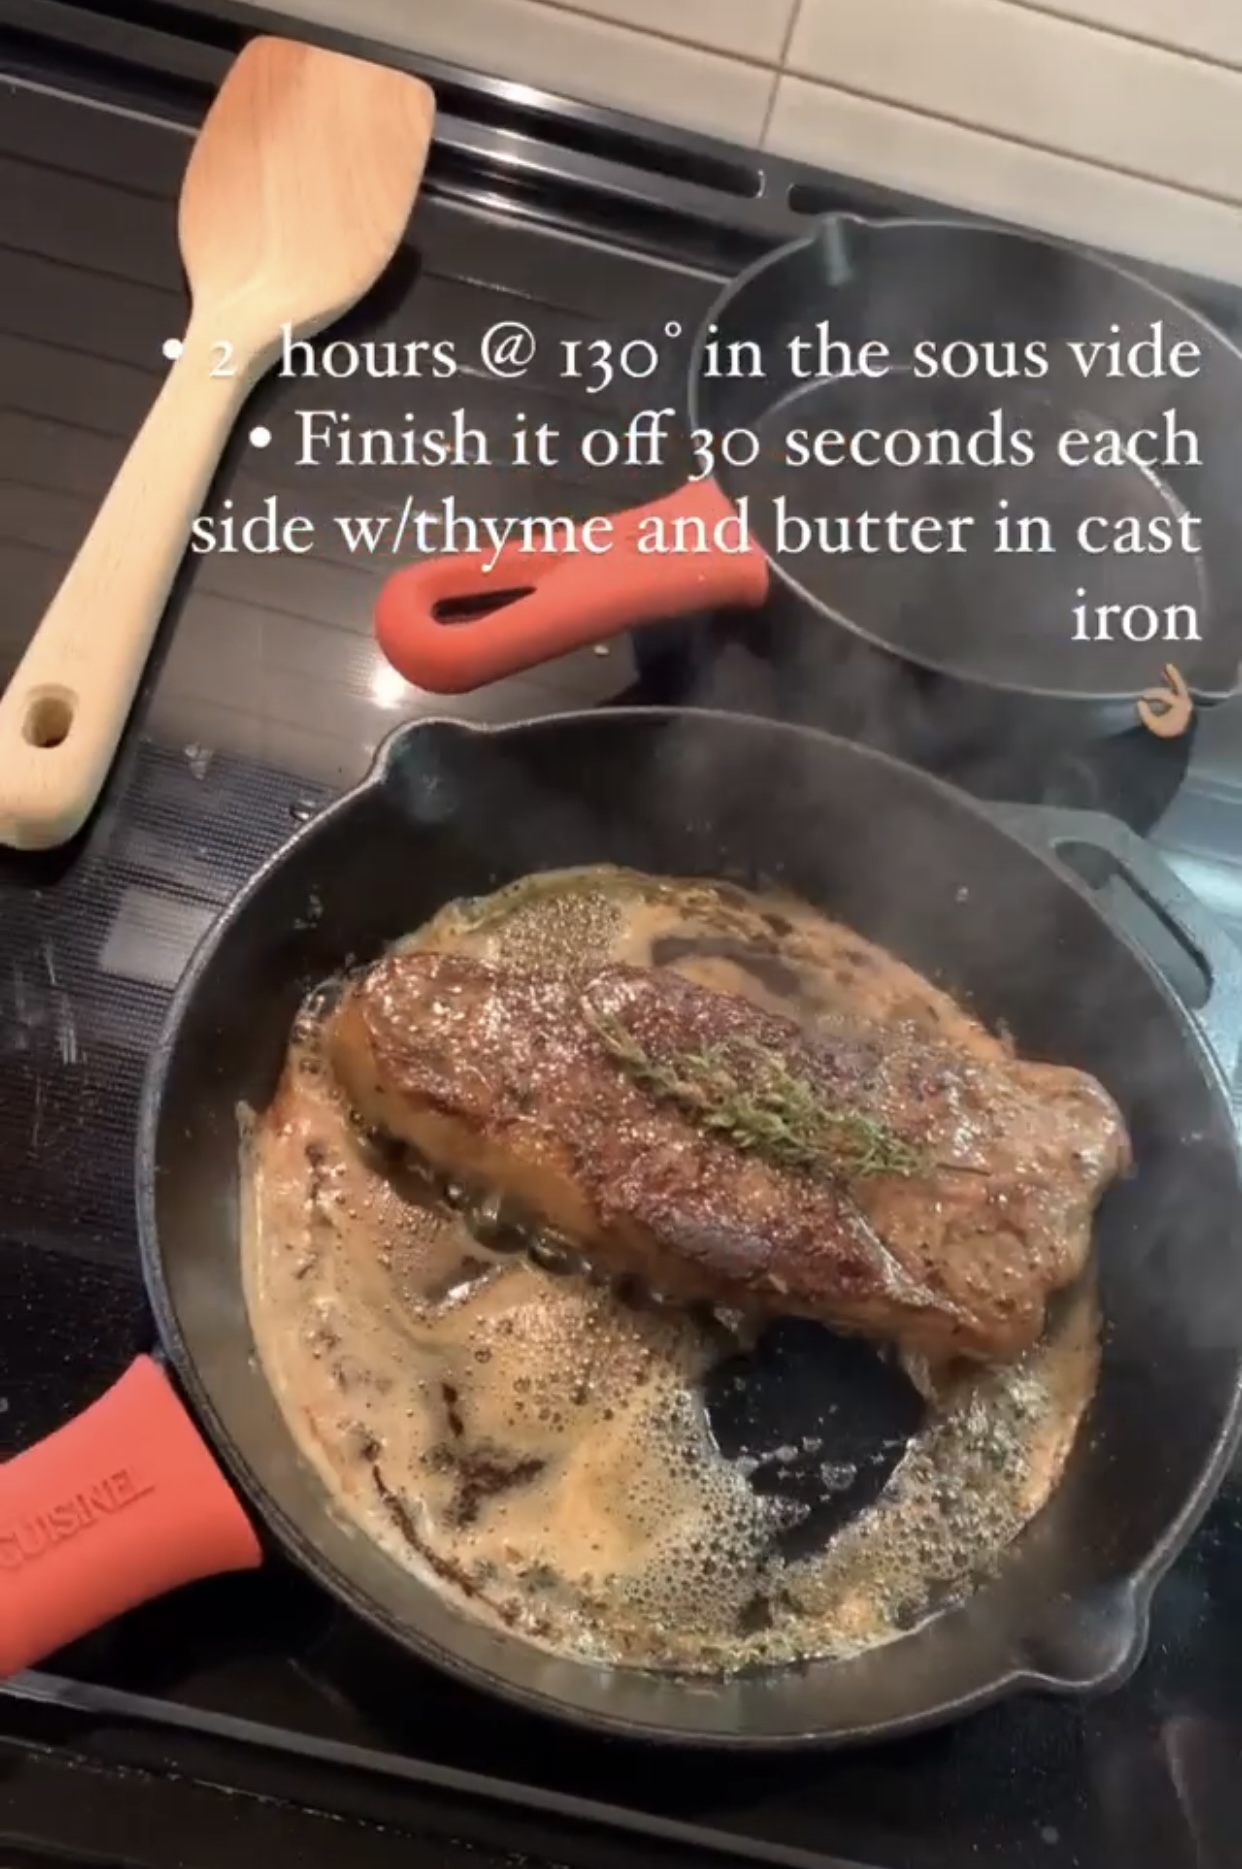 • 2 hours @ 130° in the sous vide
• Finish it off 30 seconds each
side w/thyme and butter in cast
iron
CUISINEL